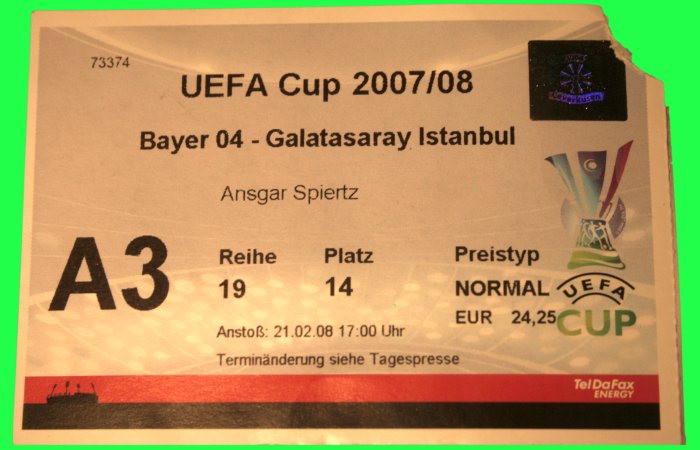 73374
UEFA Cup 2007/08
Bayer 04 - Galatasaray Istanbul
Ansgar Spiertz
A3
Reihe Platz Preistyp
19 14 NORMAL
EUR 24,25
Anstoß: 21.02.08 17:00 Uhr
Terminänderung siehe Tagespresse
UEFA
CUP
TelDaFax
ENERGY